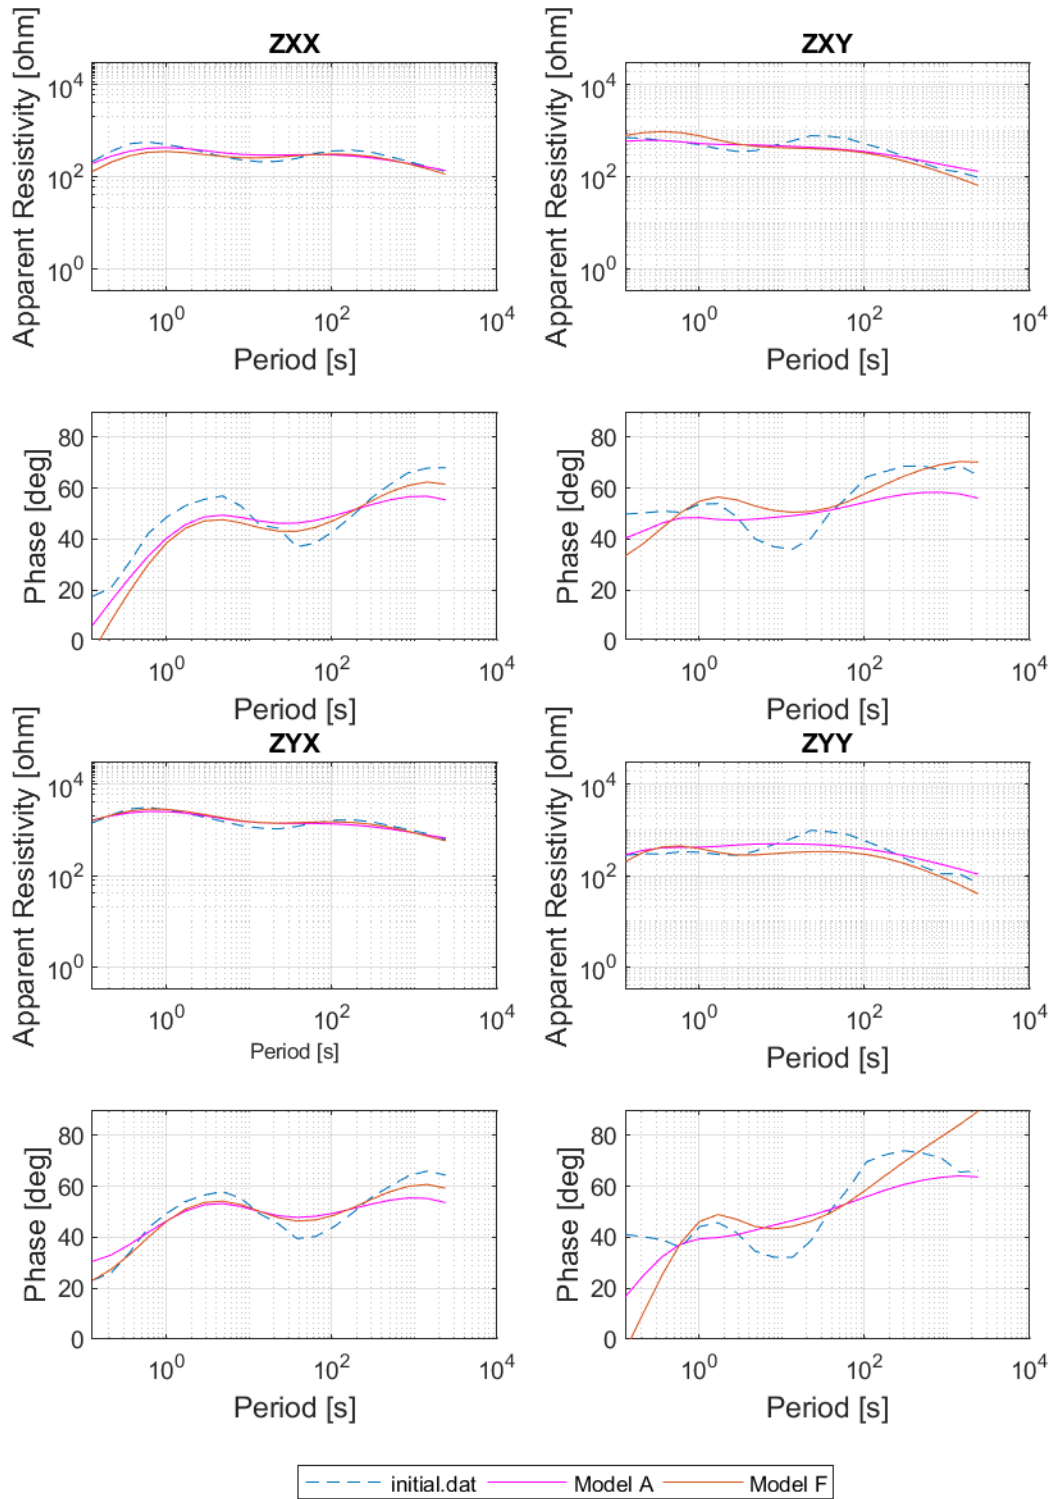 ZXX
Apparent Resistivity [ohm]
10^4
10^2
10^0
10^0 10^2 10^4
Period [s]
ZXY
Apparent Resistivity [ohm]
10^4
10^2
10^0
10^0 10^2 10^4
Period [s]
Phase [deg]
80
60
40
20
0
10^0 10^2 10^4
Period [s]
Phase [deg]
80
60
40
20
0
10^0 10^2 10^4
Period [s]
ZYX
Apparent Resistivity [ohm]
10^4
10^2
10^0
10^0 10^2 10^4
Period [s]
ZYY
Apparent Resistivity [ohm]
10^4
10^2
10^0
10^0 10^2 10^4
Period [s]
Phase [deg]
80
60
40
20
0
10^0 10^2 10^4
Period [s]
Phase [deg]
80
60
40
20
0
10^0 10^2 10^4
Period [s]
initial.dat Model A Model F